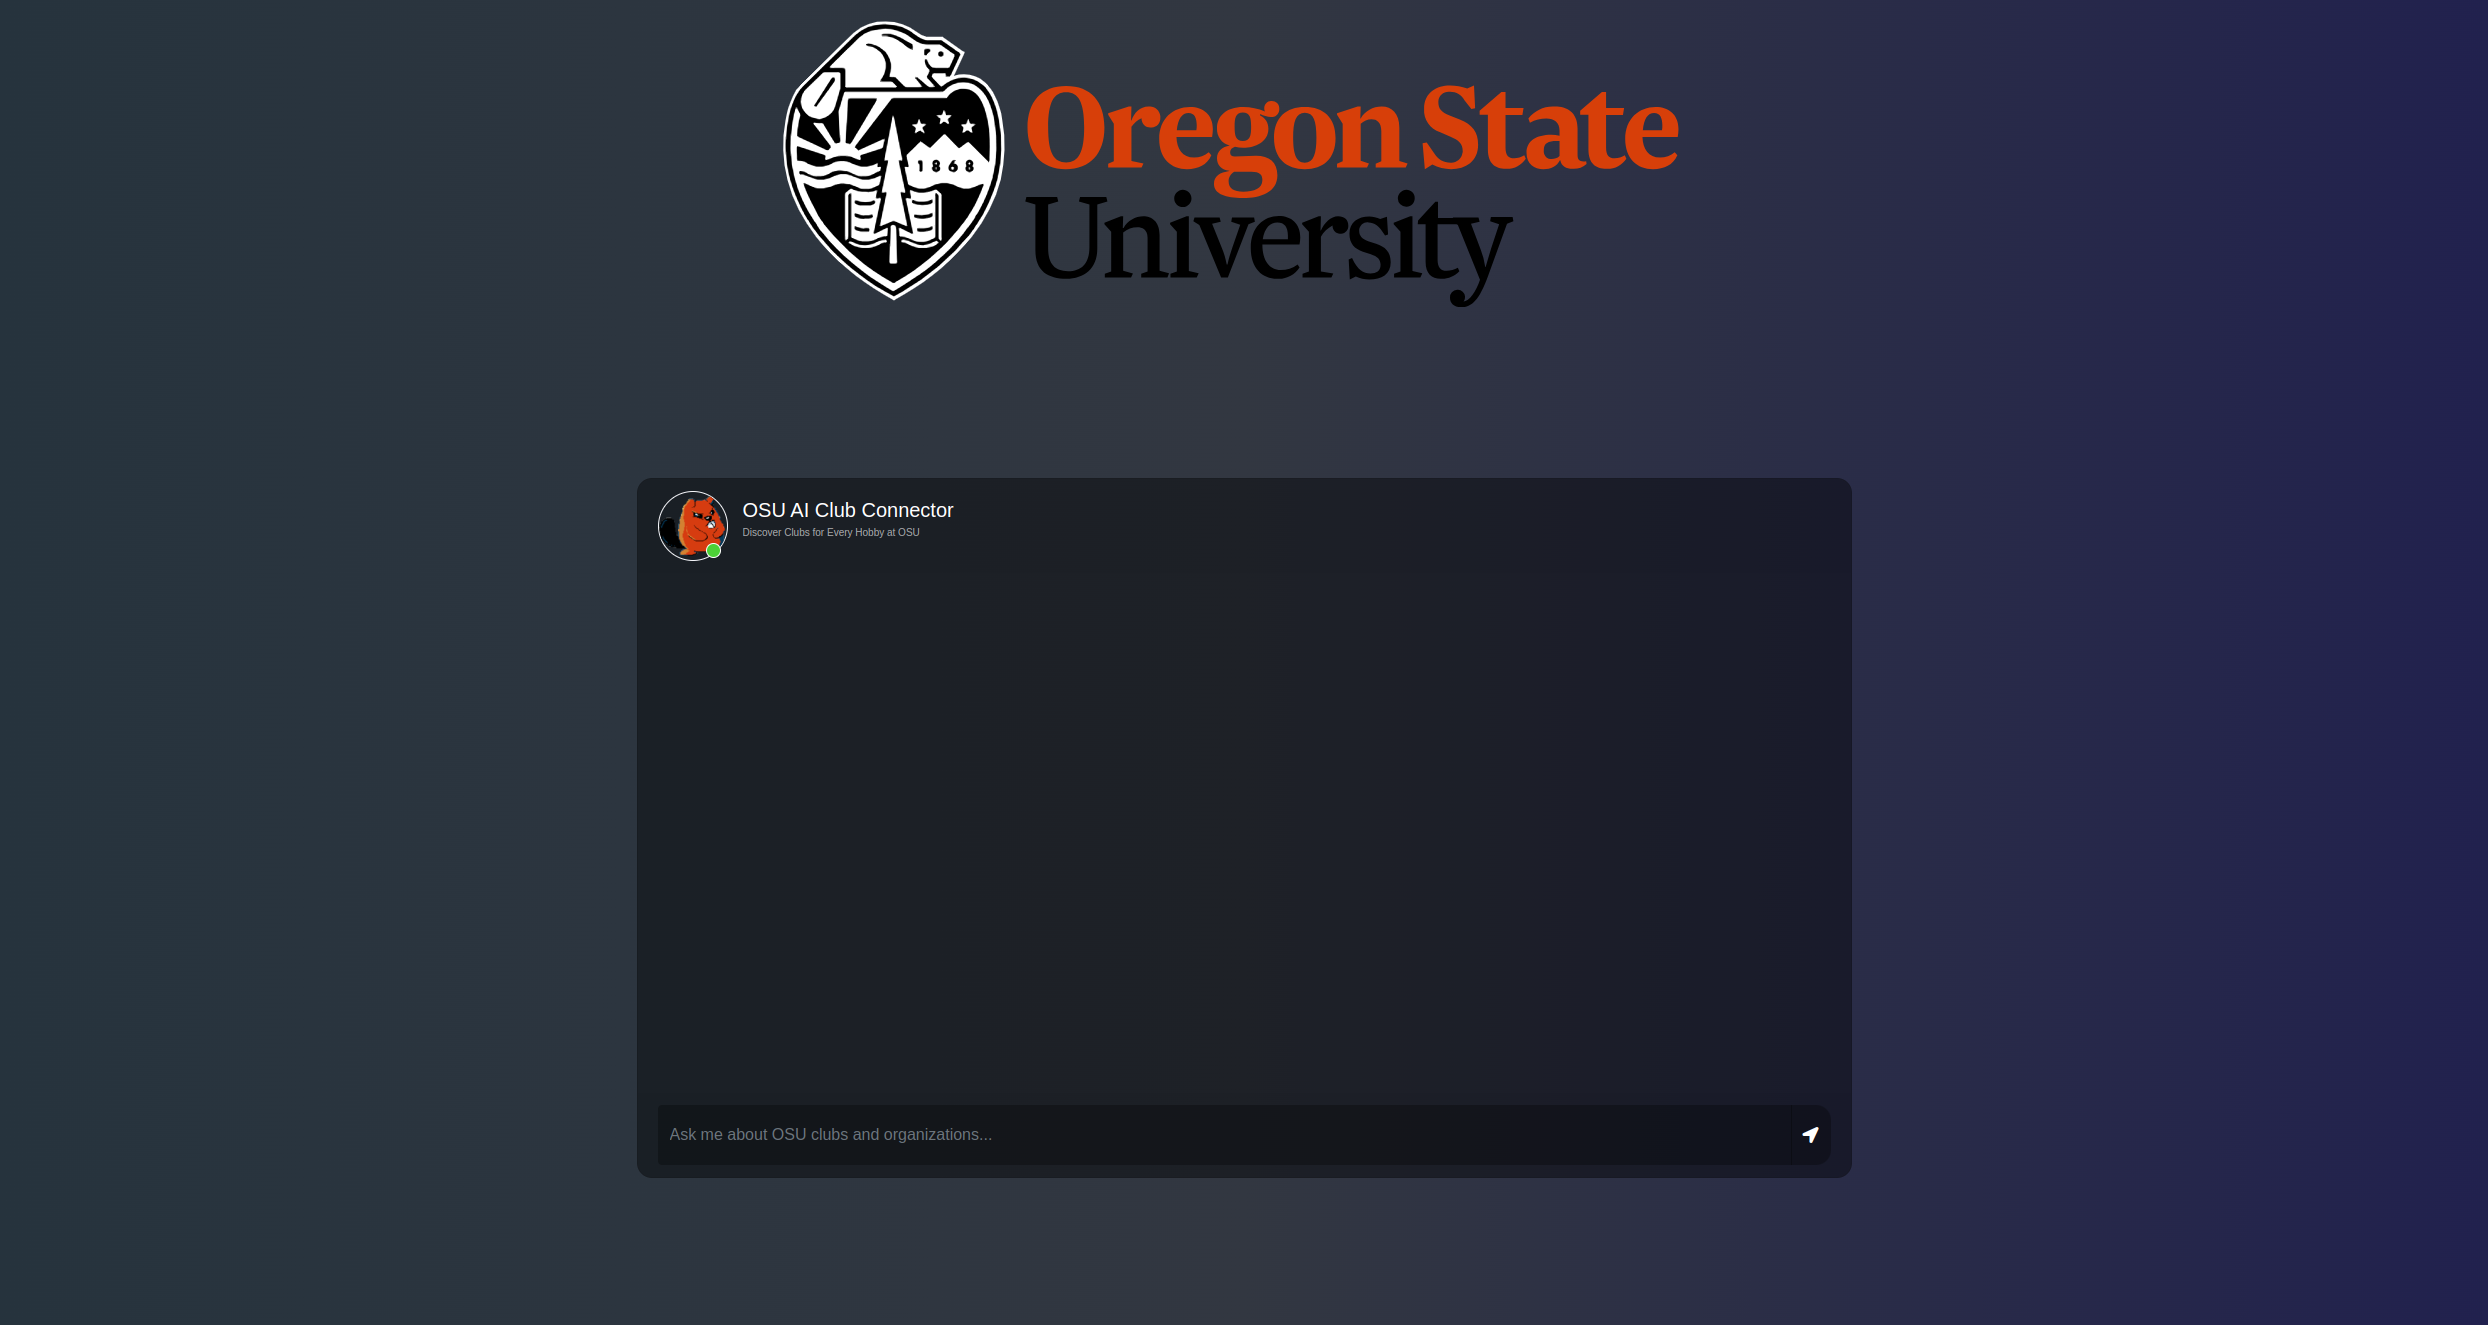 Oregon State
University
1868
OSU AI Club Connector
Discover Clubs for Every Hobby at OSU
Ask me about OSU clubs and organizations...